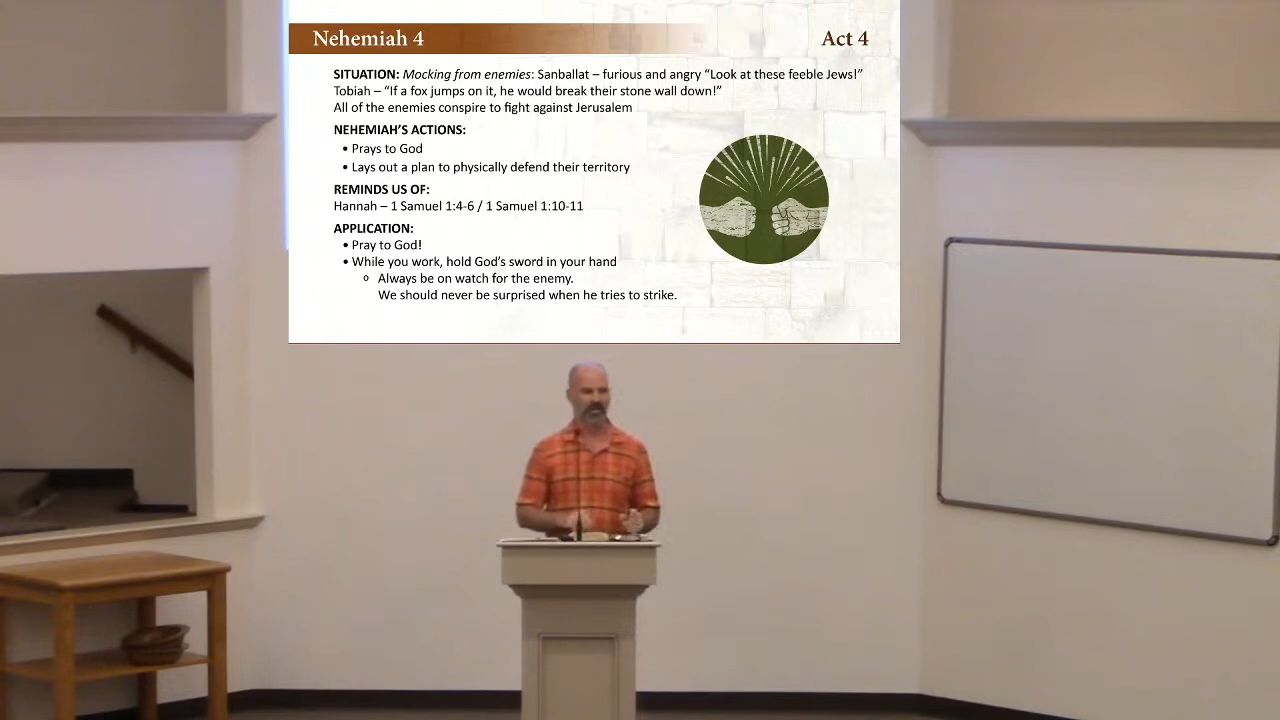 Nehemiah 4
Act 4
SITUATION: Mocking from enemies: Sanballat – furious and angry “Look at these feeble Jews!”
Tobiah – “If a fox jumps on it, he would break their stone wall down!”
All of the enemies conspire to fight against Jerusalem
NEHEMIAH’S ACTIONS:
• Prays to God
• Lays out a plan to physically defend their territory
REMINDS US OF:
Hannah – 1 Samuel 1:4-6 / 1 Samuel 1:10-11
APPLICATION:
• Pray to God!
• While you work, hold God’s sword in your hand
o Always be on watch for the enemy.
We should never be surprised when he tries to strike.